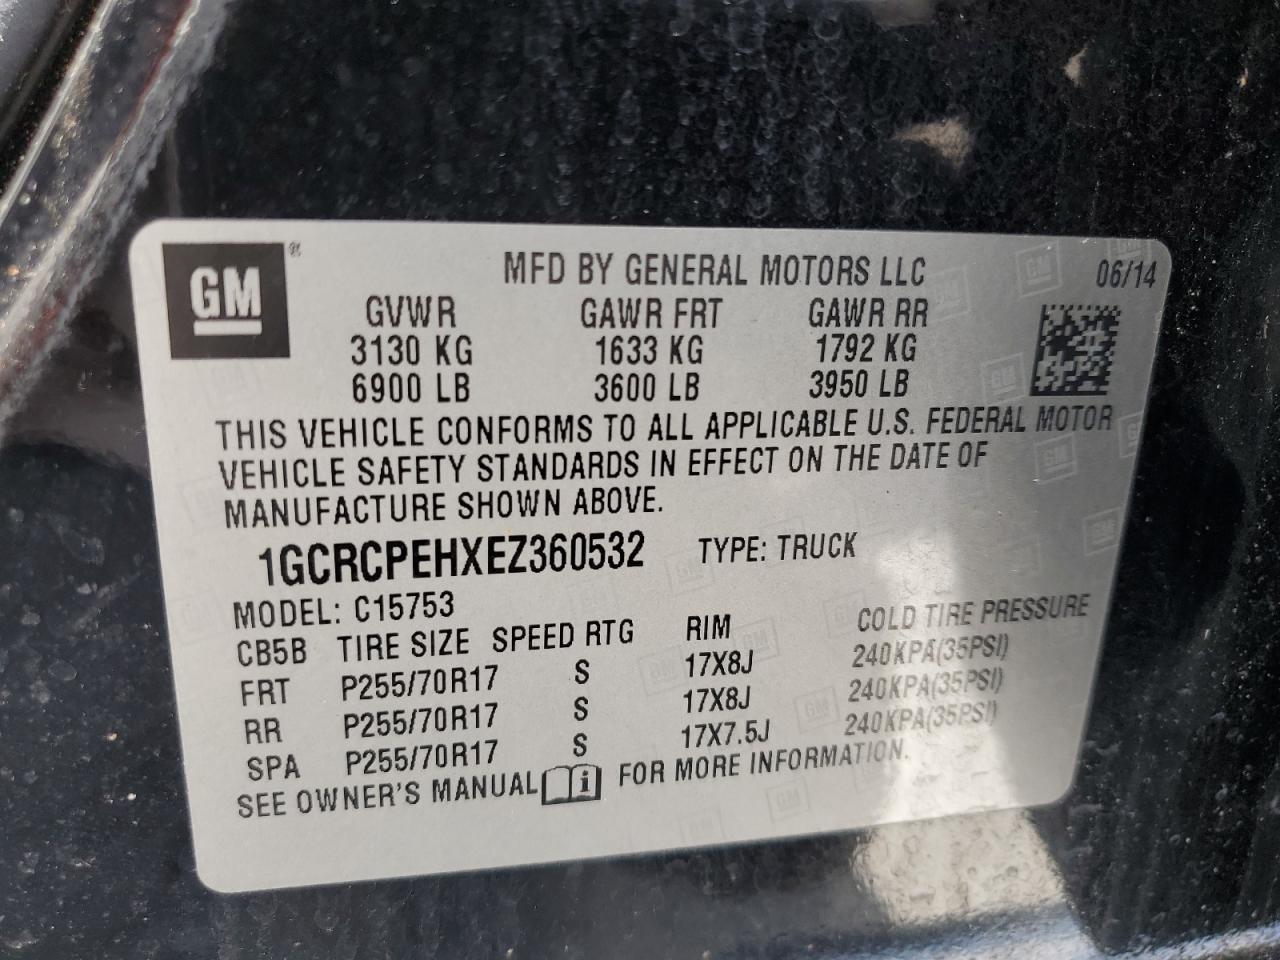 GM ®
MFD BY GENERAL MOTORS LLC 06/14
GVWR GAWR FRT GAWR RR
3130 KG 1633 KG 1792 KG
6900 LB 3600 LB 3950 LB
THIS VEHICLE CONFORMS TO ALL APPLICABLE U.S. FEDERAL MOTOR
VEHICLE SAFETY STANDARDS IN EFFECT ON THE DATE OF
MANUFACTURE SHOWN ABOVE.
1GCRCPEHXEZ360532 TYPE: TRUCK
MODEL: C15753
CB5B TIRE SIZE SPEED RTG RIM COLD TIRE PRESSURE
FRT P255/70R17 S 17X8J 240KPA(35PSI)
RR P255/70R17 S 17X8J 240KPA(35PSI)
SPA P255/70R17 S 17X7.5J 240KPA(35PSI)
SEE OWNER'S MANUAL i FOR MORE INFORMATION.